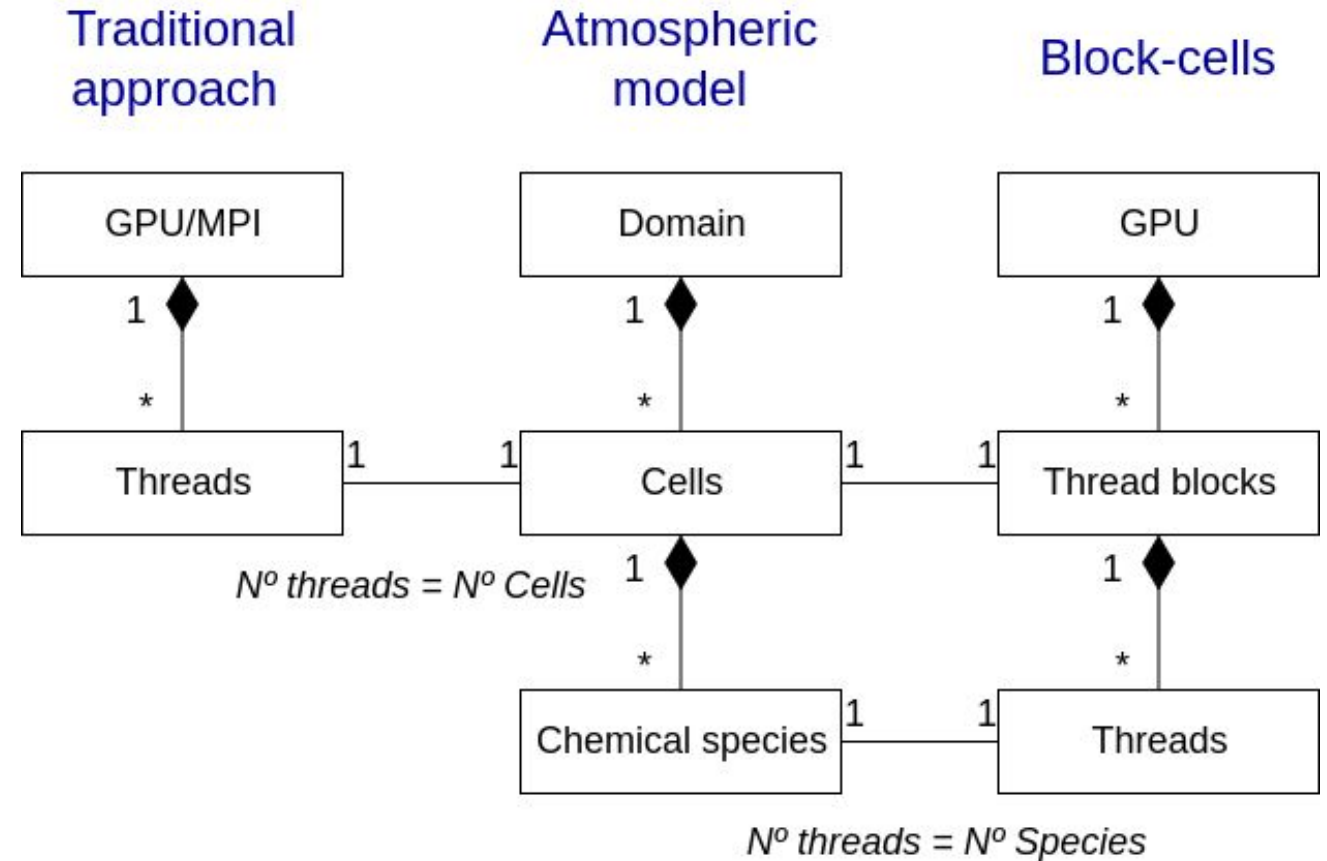 Traditional
approach
Atmospheric
model
Block-cells
GPU/MPI
Domain
GPU
1
1
1
*
*
*
Threads
1
1
Cells
1
1
Thread blocks
Nº threads = Nº Cells
1
1
*
*
Chemical species
1
1
Threads
Nº threads = Nº Species